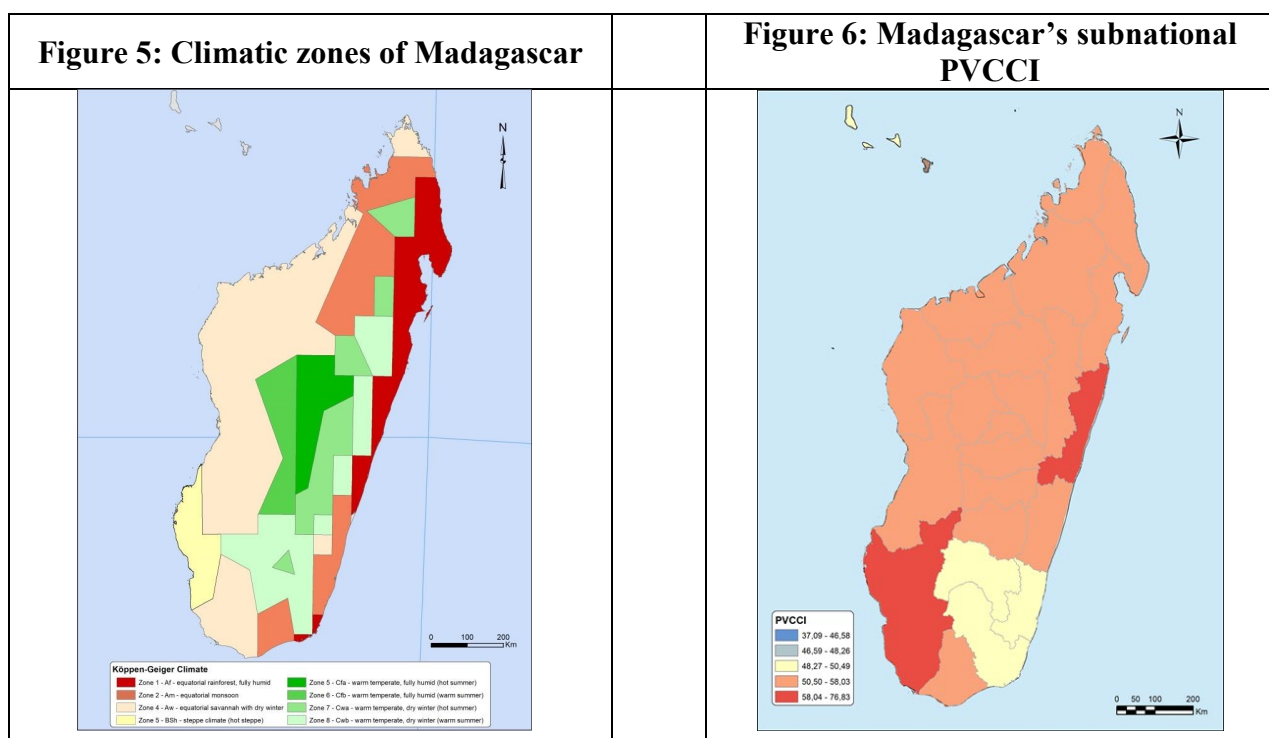 Figure 5: Climatic zones of Madagascar
Figure 6: Madagascar’s subnational
PVCCI
N
0 100 200
Km
Köppen-Geiger Climate
Zone 1 - Af - equatorial rainforest, fully humid
Zone 2 - Am - equatorial monsoon
Zone 4 - Aw - equatorial savannah with dry winter
Zone 5 - BSh - steppe climate (hot steppe)
Zone 5 - Cfa - warm temperate, fully humid (hot summer)
Zone 6 - Cfb - warm temperate, fully humid (warm summer)
Zone 7 - Cwa - warm temperate, dry winter (hot summer)
Zone 8 - Cwb - warm temperate, dry winter (warm summer)
N
PVCCI
37,09 - 46,58
46,59 - 48,26
48,27 - 50,49
50,50 - 58,03
58,04 - 76,83
0 50 100 200
Km